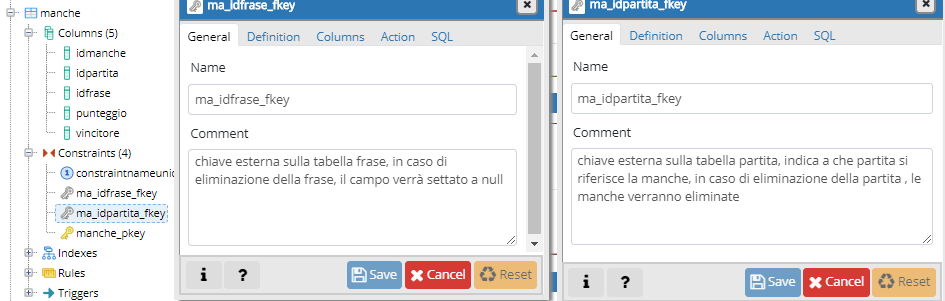 manche
Columns (5)
idmanche
idpartita
idfrase
punteggio
vincitore
Constraints (4)
1 constraintnameunic
ma_idfrase_fkey
ma_idpartita_fkey
manche_pkey
Indexes
Rules
Triggers
ma_idfrase_fkey
General Definition Columns Action SQL
Name
ma_idfrase_fkey
Comment
chiave esterna sulla tabella frase, in caso di
eliminazione della frase, il campo verrà settato a null
i ? Save Cancel Reset
ma_idpartita_fkey
General Definition Columns Action SQL
Name
ma_idpartita_fkey
Comment
chiave esterna sulla tabella partita, indica a che partita si
riferisce la manche, in caso di eliminazione della partita , le
manche verranno eliminate
i ? Save Cancel Reset